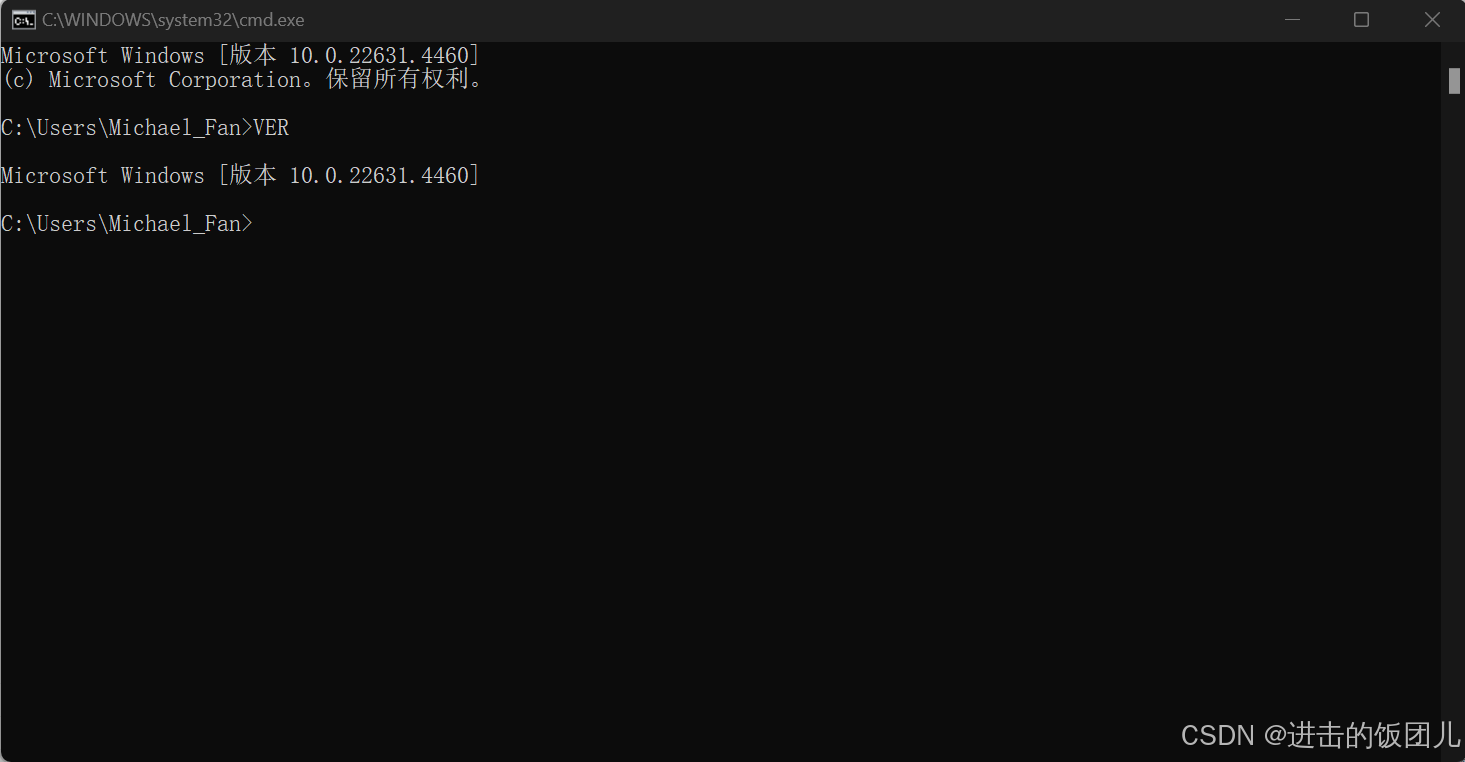 C:\WINDOWS\system32\cmd.exe
Microsoft Windows [版本 10.0.22631.4460]
(c) Microsoft Corporation。保留所有权利。
C:\Users\Michael_Fan>VER
Microsoft Windows [版本 10.0.22631.4460]
C:\Users\Michael_Fan>
CSDN @进击的饭团儿